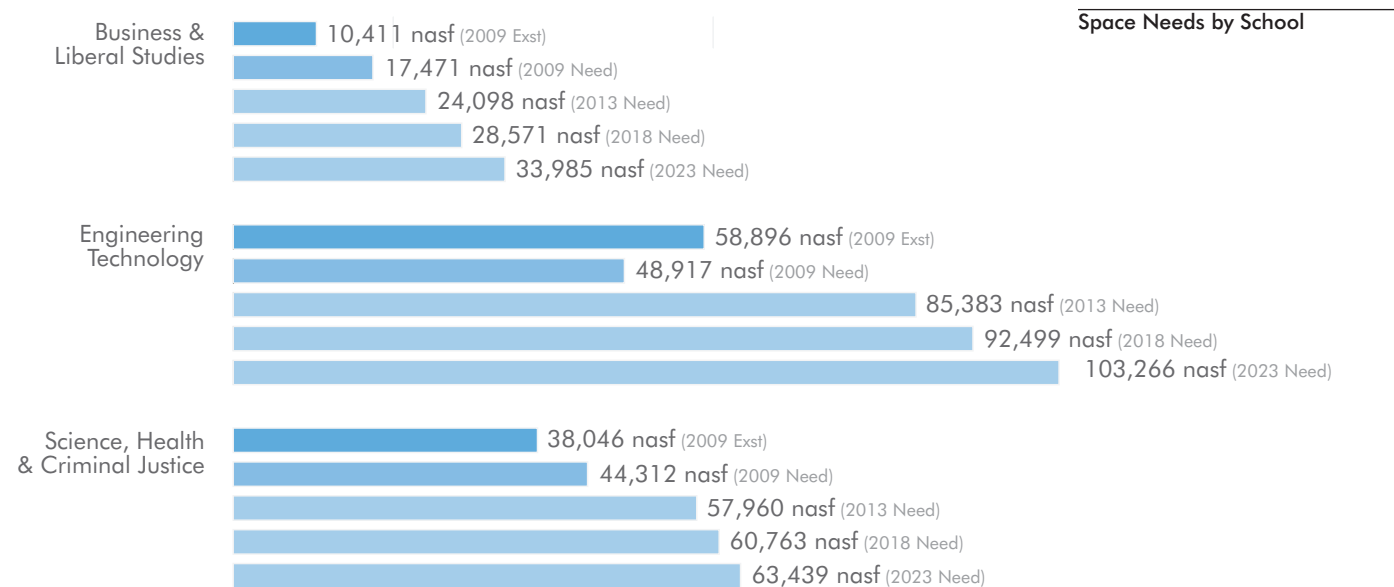 Space Needs by School
Business &
Liberal Studies
10,411 nasf (2009 Exst)
17,471 nasf (2009 Need)
24,098 nasf (2013 Need)
28,571 nasf (2018 Need)
33,985 nasf (2023 Need)
Engineering
Technology
58,896 nasf (2009 Exst)
48,917 nasf (2009 Need)
85,383 nasf (2013 Need)
92,499 nasf (2018 Need)
103,266 nasf (2023 Need)
Science, Health
& Criminal Justice
38,046 nasf (2009 Exst)
44,312 nasf (2009 Need)
57,960 nasf (2013 Need)
60,763 nasf (2018 Need)
63,439 nasf (2023 Need)